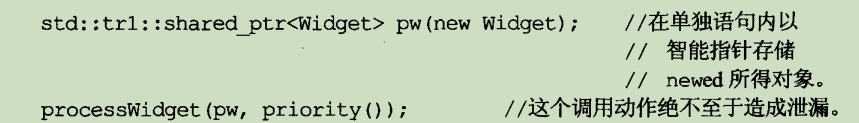 std::tr1::shared_ptr<Widget> pw(new Widget); //在单独语句内以
// 智能指针存储
// newed 所得对象。
processWidget(pw, priority()); //这个调用动作绝不至于造成泄漏。